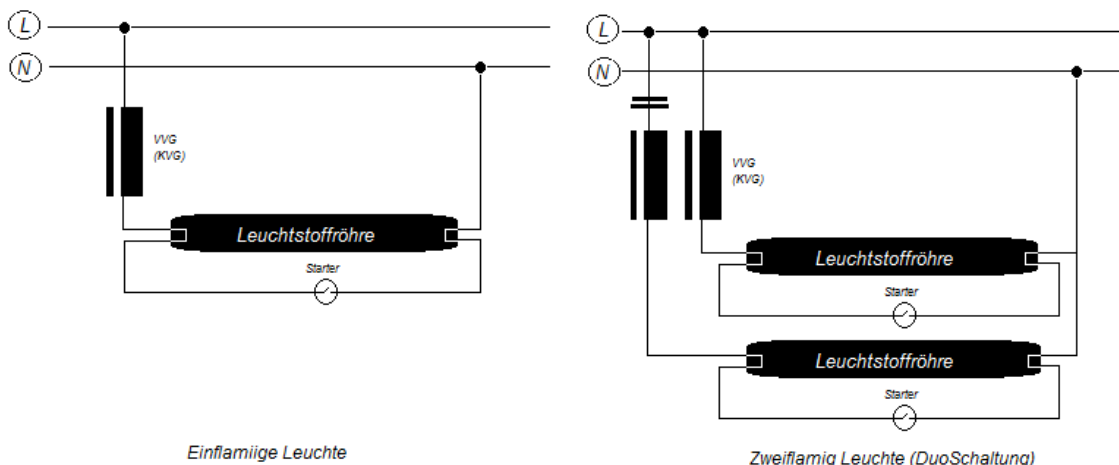 L
N
VVG
(KVG)
Leuchtstoffröhre
Starter
Einflamiige Leuchte
L
N
VVG
(KVG)
Leuchtstoffröhre
Starter
Leuchtstoffröhre
Starter
Zweiflamig Leuchte (DuoSchaltung)